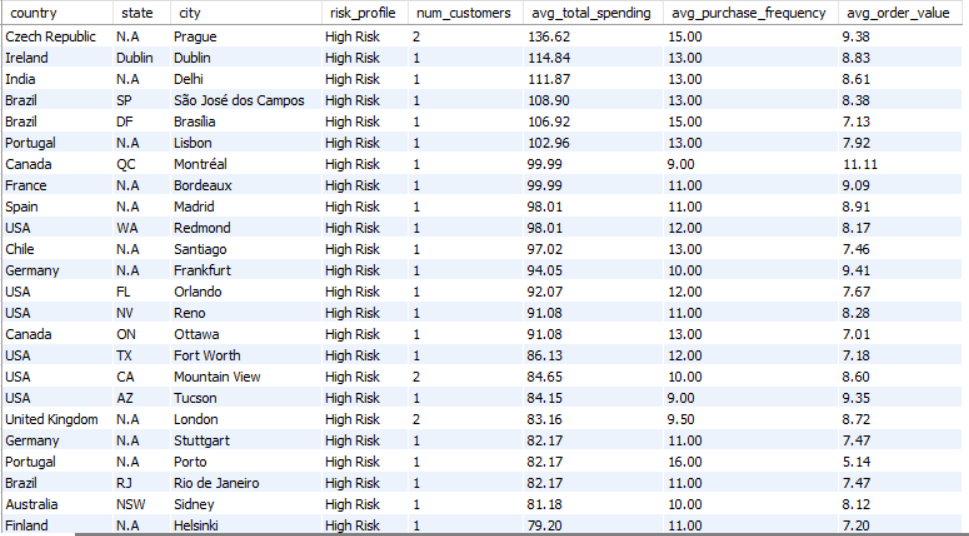 country state city risk_profile num_customers avg_total_spending avg_purchase_frequency avg_order_value
Czech Republic N.A Prague High Risk 2 136.62 15.00 9.38
Ireland Dublin Dublin High Risk 1 114.84 13.00 8.83
India N.A Delhi High Risk 1 111.87 13.00 8.61
Brazil SP São José dos Campos High Risk 1 108.90 13.00 8.38
Brazil DF Brasília High Risk 1 106.92 15.00 7.13
Portugal N.A Lisbon High Risk 1 102.96 13.00 7.92
Canada QC Montréal High Risk 1 99.99 9.00 11.11
France N.A Bordeaux High Risk 1 99.99 11.00 9.09
Spain N.A Madrid High Risk 1 98.01 11.00 8.91
USA WA Redmond High Risk 1 98.01 12.00 8.17
Chile N.A Santiago High Risk 1 97.02 13.00 7.46
Germany N.A Frankfurt High Risk 1 94.05 10.00 9.41
USA FL Orlando High Risk 1 92.07 12.00 7.67
USA NV Reno High Risk 1 91.08 11.00 8.28
Canada ON Ottawa High Risk 1 91.08 13.00 7.01
USA TX Fort Worth High Risk 1 86.13 12.00 7.18
USA CA Mountain View High Risk 2 84.65 10.00 8.60
USA AZ Tucson High Risk 1 84.15 9.00 9.35
United Kingdom N.A London High Risk 2 83.16 9.50 8.72
Germany N.A Stuttgart High Risk 1 82.17 11.00 7.47
Portugal N.A Porto High Risk 1 82.17 16.00 5.14
Brazil RJ Rio de Janeiro High Risk 1 82.17 11.00 7.47
Australia NSW Sidney High Risk 1 81.18 10.00 8.12
Finland N.A Helsinki High Risk 1 79.20 11.00 7.20